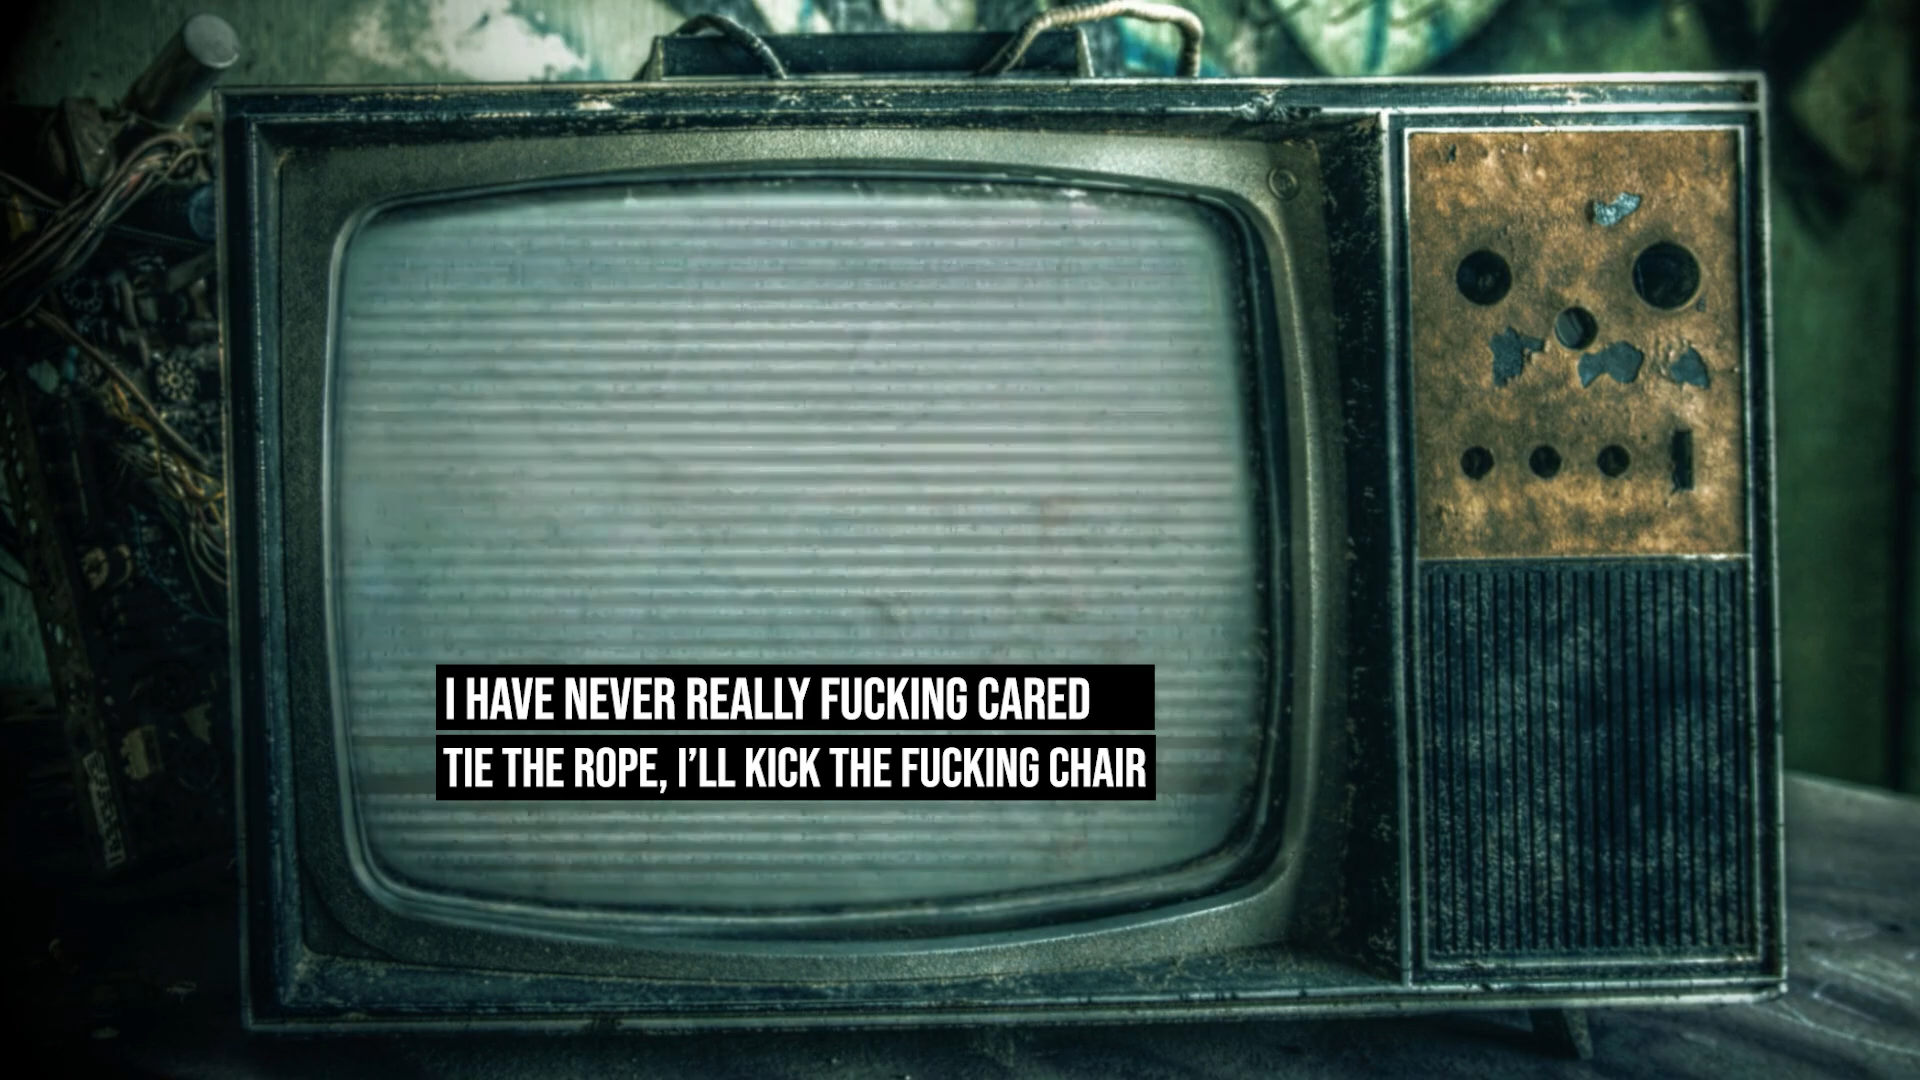 I HAVE NEVER REALLY FUCKING CARED
TIE THE ROPE, I’LL KICK THE FUCKING CHAIR